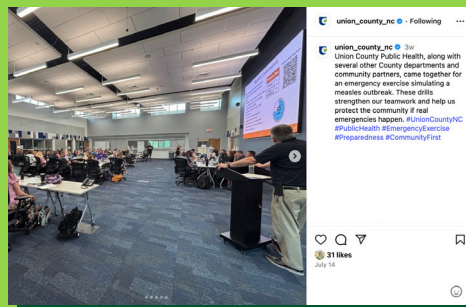 union_county_nc • Following
union_county_nc 3w
Union County Public Health, along with
several other County departments and
community partners, came together for
an emergency exercise simulating a
measles outbreak. These drills
strengthen our teamwork and help us
protect the community if real
emergencies happen. #UnionCountyNC
#PublicHealth #EmergencyExercise
#Preparedness #CommunityFirst
31 likes
July 14